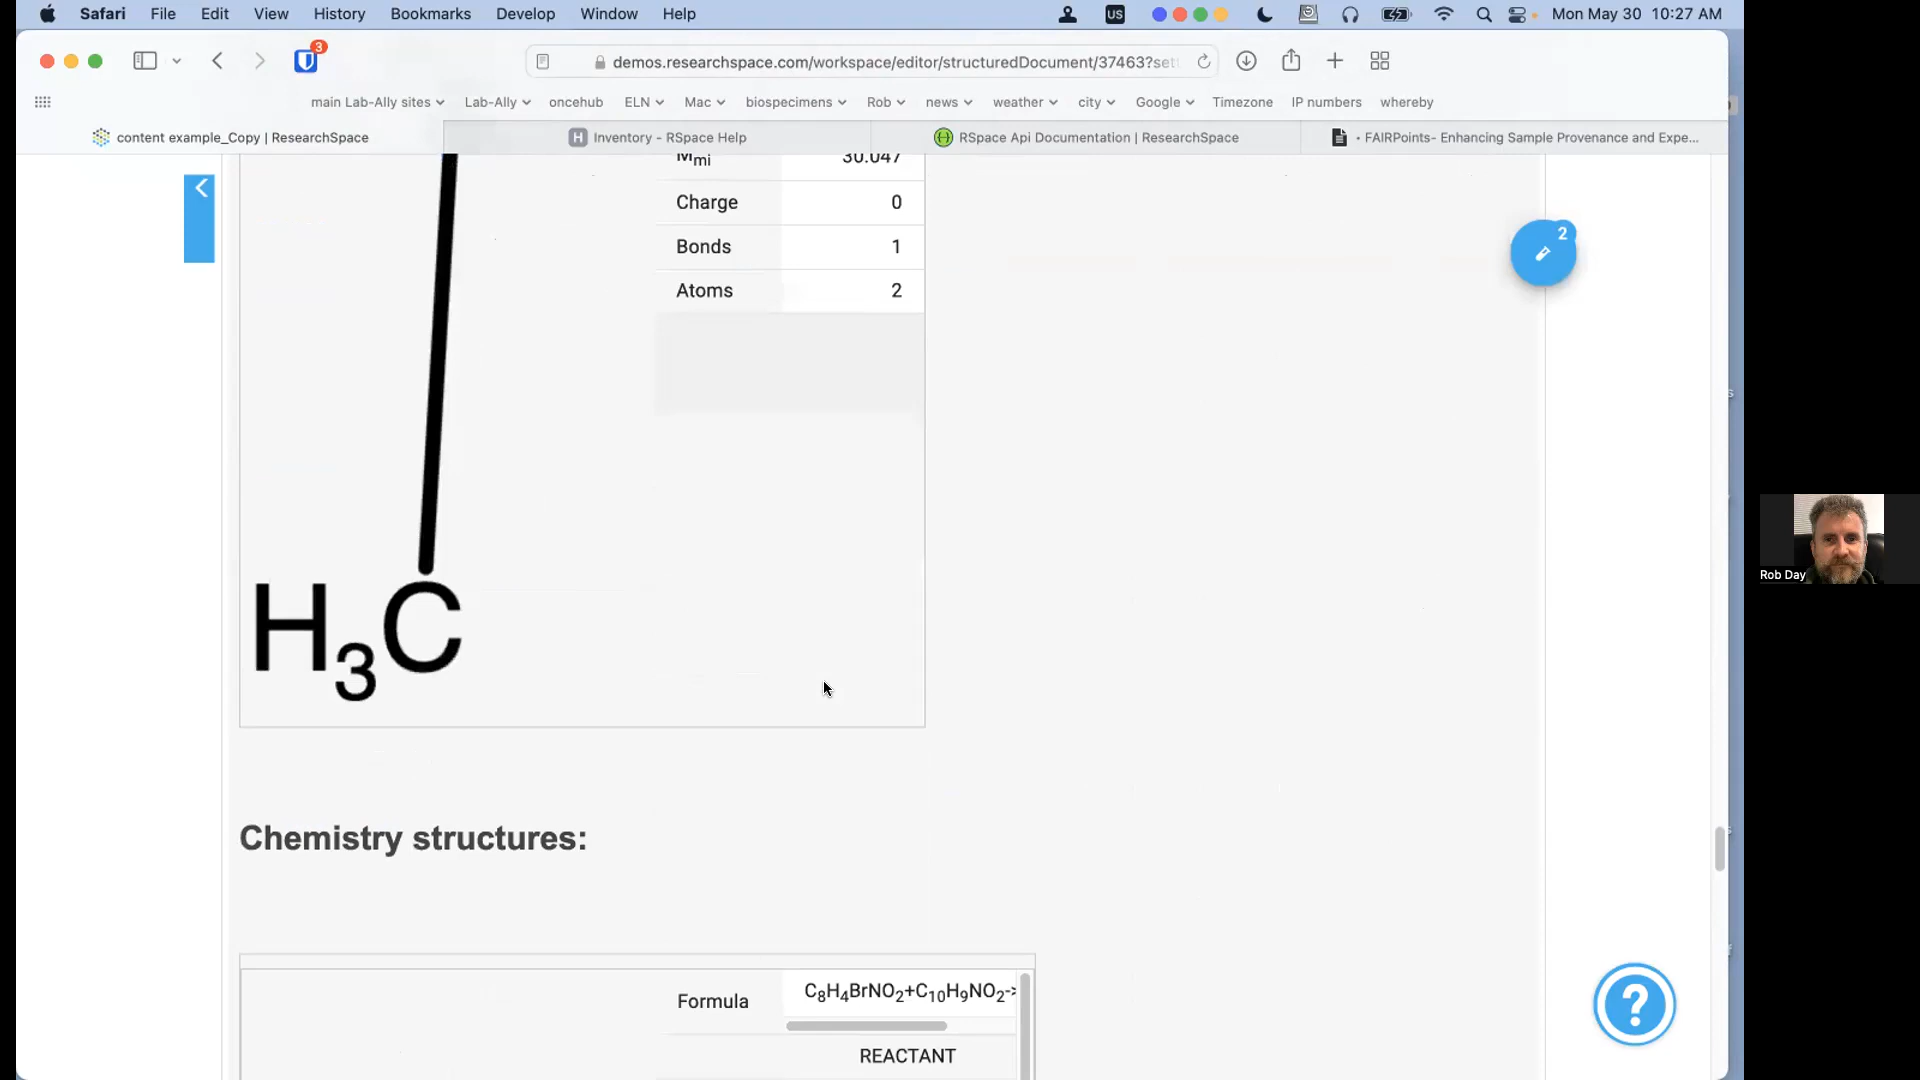 Safari File Edit View History Bookmarks Develop Window Help US Mon May 30 10:27 AM
3 demos.researchspace.com/workspace/editor/structuredDocument/37463?set
main Lab-Ally sites Lab-Ally oncehub ELN Mac biospecimens Rob news weather city Google Timezone IP numbers whereby
content example_Copy | ResearchSpace H Inventory - RSpace Help RSpace Api Documentation | ResearchSpace • FAIRPoints- Enhancing Sample Provenance and Expe...
Mmi 30.047
Charge 0
2
Bonds 1
Atoms 2
Rob Day
H₃C
Chemistry structures:
Formula C₈H₄BrNO₂+C₁₀H₉NO₂->
?
REACTANT